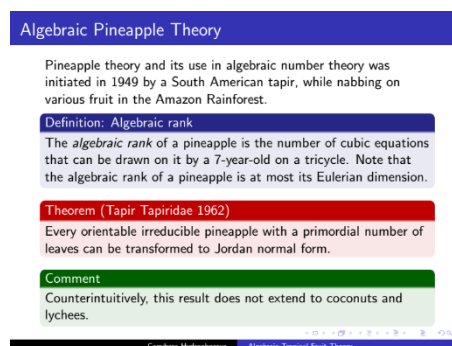 Algebraic Pineapple Theory
Pineapple theory and its use in algebraic number theory was
initiated in 1949 by a South American tapir, while nabbing on
various fruit in the Amazon Rainforest.
Definition: Algebraic rank
The algebraic rank of a pineapple is the number of cubic equations
that can be drawn on it by a 7-year-old on a tricycle. Note that
the algebraic rank of a pineapple is at most its Eulerian dimension.
Theorem (Tapir Tapiridae 1962)
Every orientable irreducible pineapple with a primordial number of
leaves can be transformed to Jordan normal form.
Comment
Counterintuitively, this result does not extend to coconuts and
lychees.
Algebraic Tropical Fruit Theory